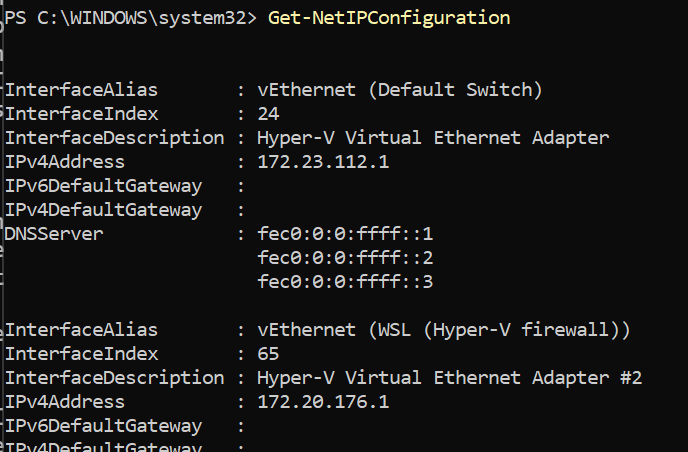 PS C:\WINDOWS\system32> Get-NetIPConfiguration
InterfaceAlias : vEthernet (Default Switch)
InterfaceIndex : 24
InterfaceDescription : Hyper-V Virtual Ethernet Adapter
IPv4Address : 172.23.112.1
IPv6DefaultGateway :
IPv4DefaultGateway :
DNSServer : fec0:0:0:ffff::1
fec0:0:0:ffff::2
fec0:0:0:ffff::3
InterfaceAlias : vEthernet (WSL (Hyper-V firewall))
InterfaceIndex : 65
InterfaceDescription : Hyper-V Virtual Ethernet Adapter #2
IPv4Address : 172.20.176.1
IPv6DefaultGateway :
IPv4DefaultGateway :